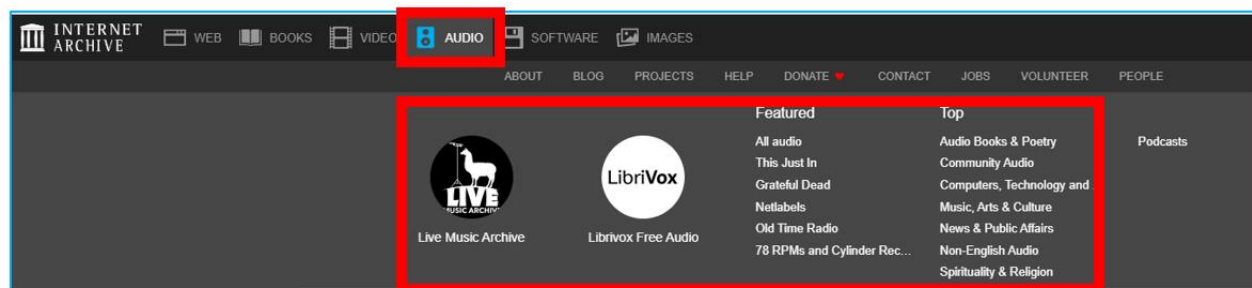 INTERNET ARCHIVE WEB BOOKS VIDEO AUDIO SOFTWARE IMAGES
ABOUT BLOG PROJECTS HELP DONATE CONTACT JOBS VOLUNTEER PEOPLE
LIVE
MUSIC ARCHIV
Live Music Archive
LibriVox
Librivox Free Audio
Featured
All audio
This Just In
Grateful Dead
Netlabels
Old Time Radio
78 RPMs and Cylinder Rec...
Top
Audio Books & Poetry
Community Audio
Computers, Technology and
Music, Arts & Culture
News & Public Affairs
Non-English Audio
Spirituality & Religion
Podcasts